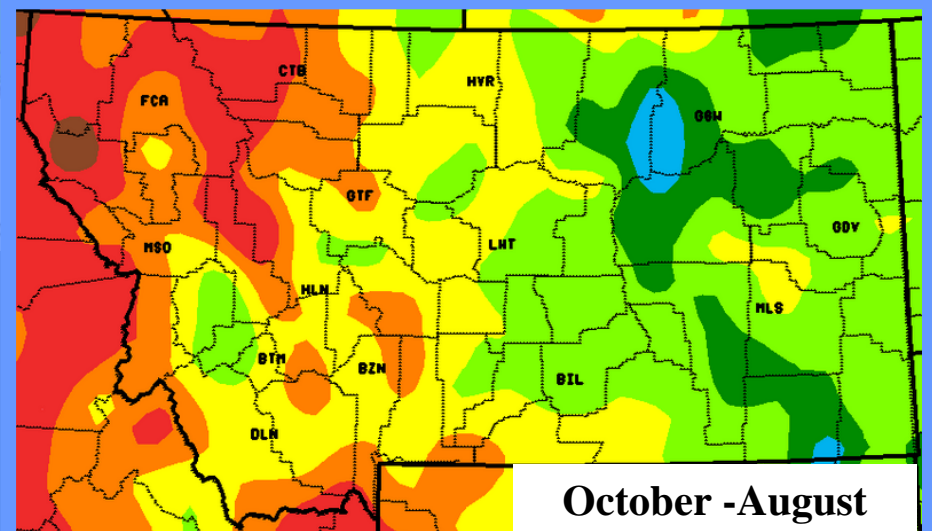 CTB
HVR
FCA
GGW
GTF
GDV
MSO
LWT
HLN
MLS
BTM
BZN
BIL
DLN
October -August